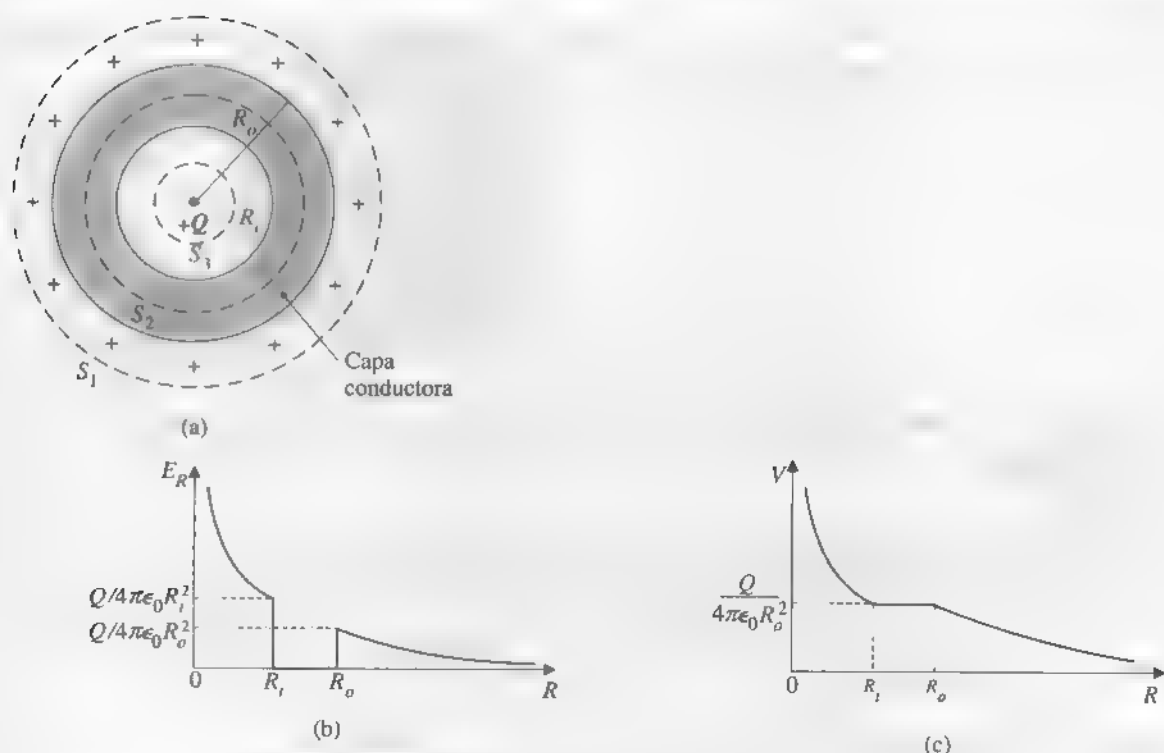 R_o
+Q
R_i
S_3
S_2
S_1
Capa
conductora
(a)
E_R
Q/4πϵ_0R_i^2
Q/4πϵ_0R_o^2
0
R_i
R_o
R
(b)
V
Q
4πϵ_0R_o^2
0
R_i
R_o
R
(c)